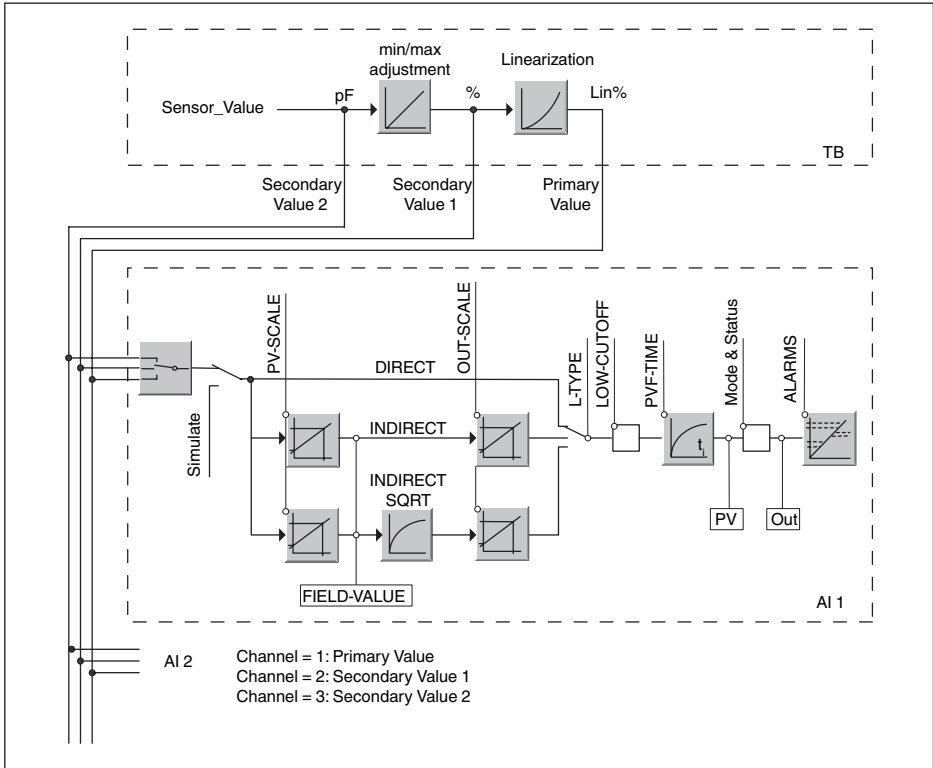 min/max
adjustment
Linearization
Sensor_Value
pF
%
Lin%
TB
Secondary
Value 2
Secondary
Value 1
Primary
Value
PV-SCALE
OUT-SCALE
L-TYPE
LOW-CUTOFF
PVF-TIME
Mode & Status
ALARMS
DIRECT
Simulate
INDIRECT
ti
INDIRECT
SQRT
PV
Out
FIELD-VALUE
AI 1
AI 2
Channel = 1: Primary Value
Channel = 2: Secondary Value 1
Channel = 3: Secondary Value 2